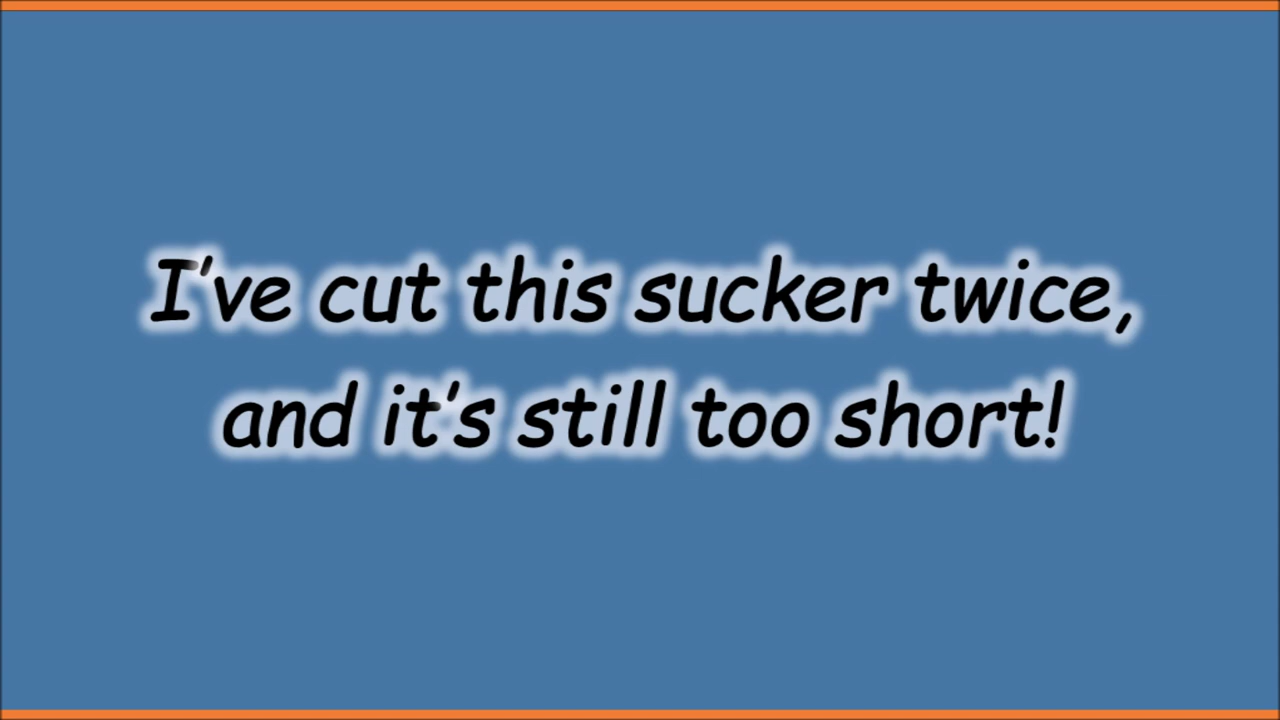 I’ve cut this sucker twice,
and it’s still too short!